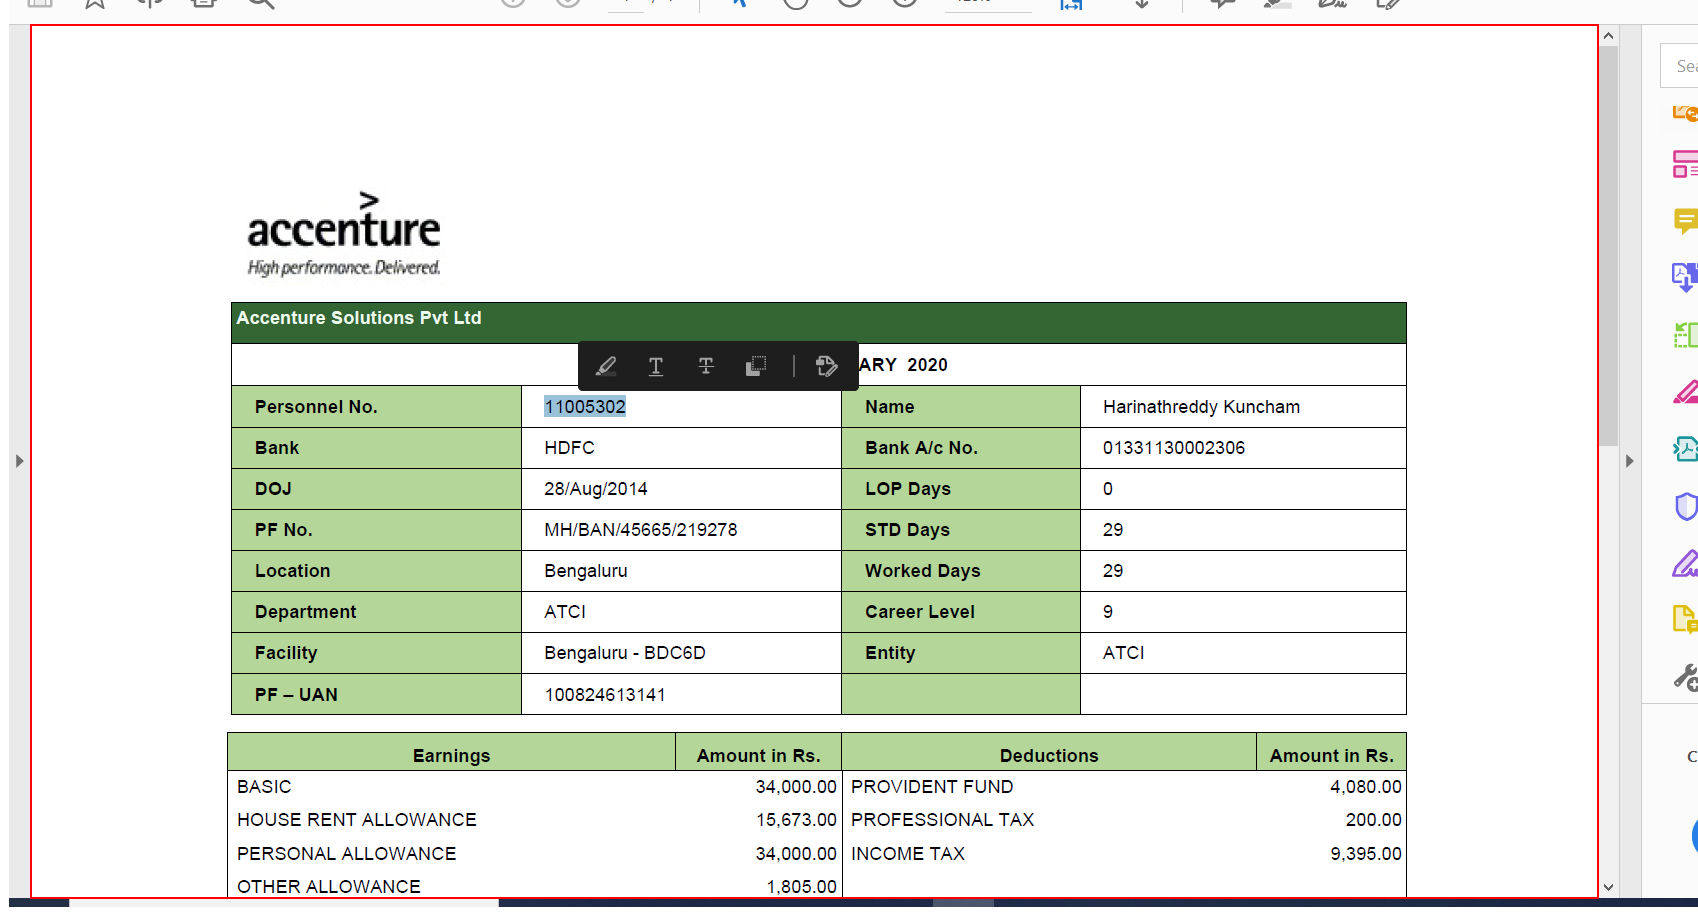 Sea
accenture
High performance. Delivered.
Accenture Solutions Pvt Ltd
ARY 2020
Personnel No. 11005302 Name Harinathreddy Kuncham
Bank HDFC Bank A/c No. 01331130002306
DOJ 28/Aug/2014 LOP Days 0
PF No. MH/BAN/45665/219278 STD Days 29
Location Bengaluru Worked Days 29
Department ATCI Career Level 9
Facility Bengaluru - BDC6D Entity ATCI
PF – UAN 100824613141
Earnings Amount in Rs. Deductions Amount in Rs.
BASIC 34,000.00 PROVIDENT FUND 4,080.00
HOUSE RENT ALLOWANCE 15,673.00 PROFESSIONAL TAX 200.00
PERSONAL ALLOWANCE 34,000.00 INCOME TAX 9,395.00
OTHER ALLOWANCE 1,805.00